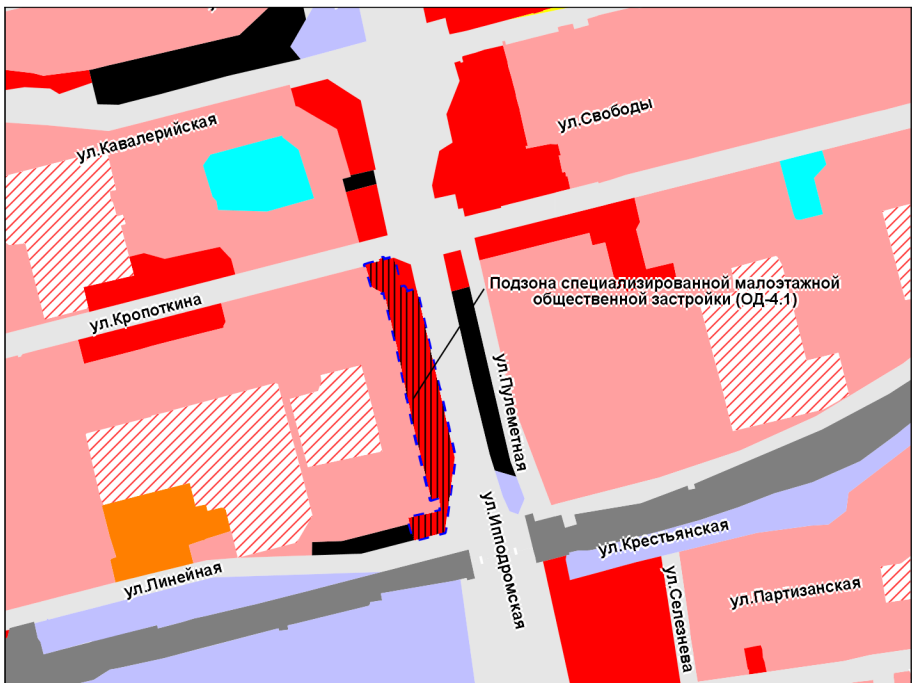 ул.Кавалерийская
ул.Свободы
ул.Кропоткина
Подзона специализированной малоэтажной
общественной застройки (ОД-4.1)
ул.Пулеметная
ул.Ипподромская
ул.Крестьянская
ул.Линейная
ул.Селезнева
ул.Партизанская